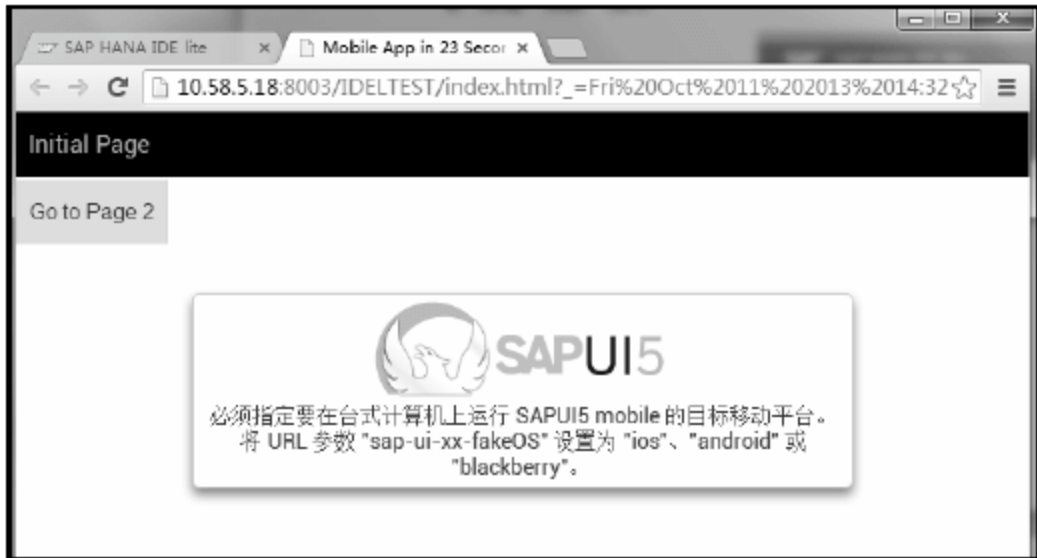 SAP HANA IDE lite
Mobile App in 23 Secor
10.58.5.18:8003/IDELTEST/index.html?_=Fri%20Oct%2011%202013%2014:32
Initial Page
Go to Page 2
SAPUI5
必须指定要在台式计算机上运行 SAPUI5 mobile 的目标移动平台。
将 URL 参数 "sap-ui-xx-fakeOS" 设置为 "ios"、"android" 或
"blackberry"。